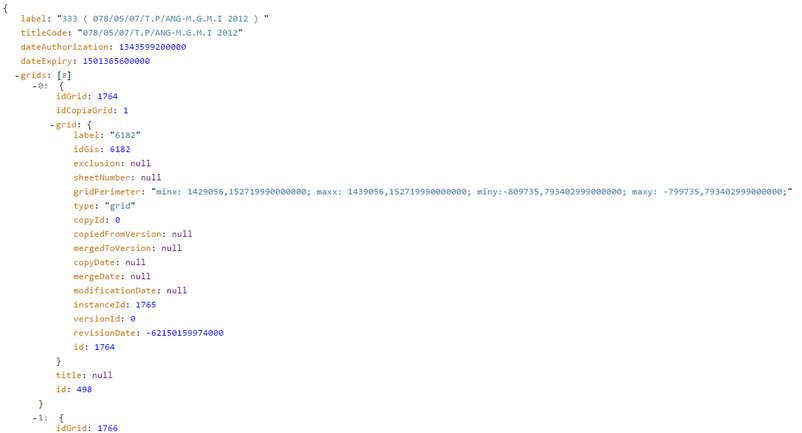 {
label: "333 ( 078/05/07/T.P/ANG-M.G.M.I 2012 ) "
titleCode: "078/05/07/T.P/ANG-M.G.M.I 2012"
dateAuthorization: 1343599200000
dateExpiry: 1501365600000
-grids: [8]
-0: {
idGrid: 1764
idCopiaGrid: 1
-grid: {
label: "6182"
idGis: 6182
exclusion: null
sheetNumber: null
gridPerimeter: "minx: 1429056,152719990000000; maxx: 1439056,152719990000000; miny:-809735,793402999000000; maxy: -799735,793402999000000;"
type: "grid"
copyId: 0
copiedFromVersion: null
mergedToVersion: null
copyDate: null
mergeDate: null
modificationDate: null
instanceId: 1765
versionId: 0
revisionDate: -62150159974000
id: 1764
}
title: null
id: 498
}
-1: {
idGrid: 1766